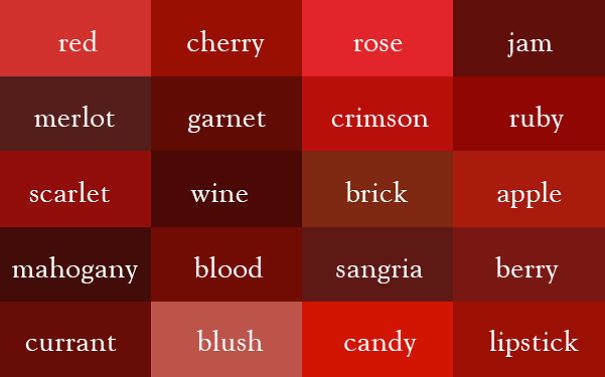 red cherry rose jam
merlot garnet crimson ruby
scarlet wine brick apple
mahogany blood sangria berry
currant blush candy lipstick